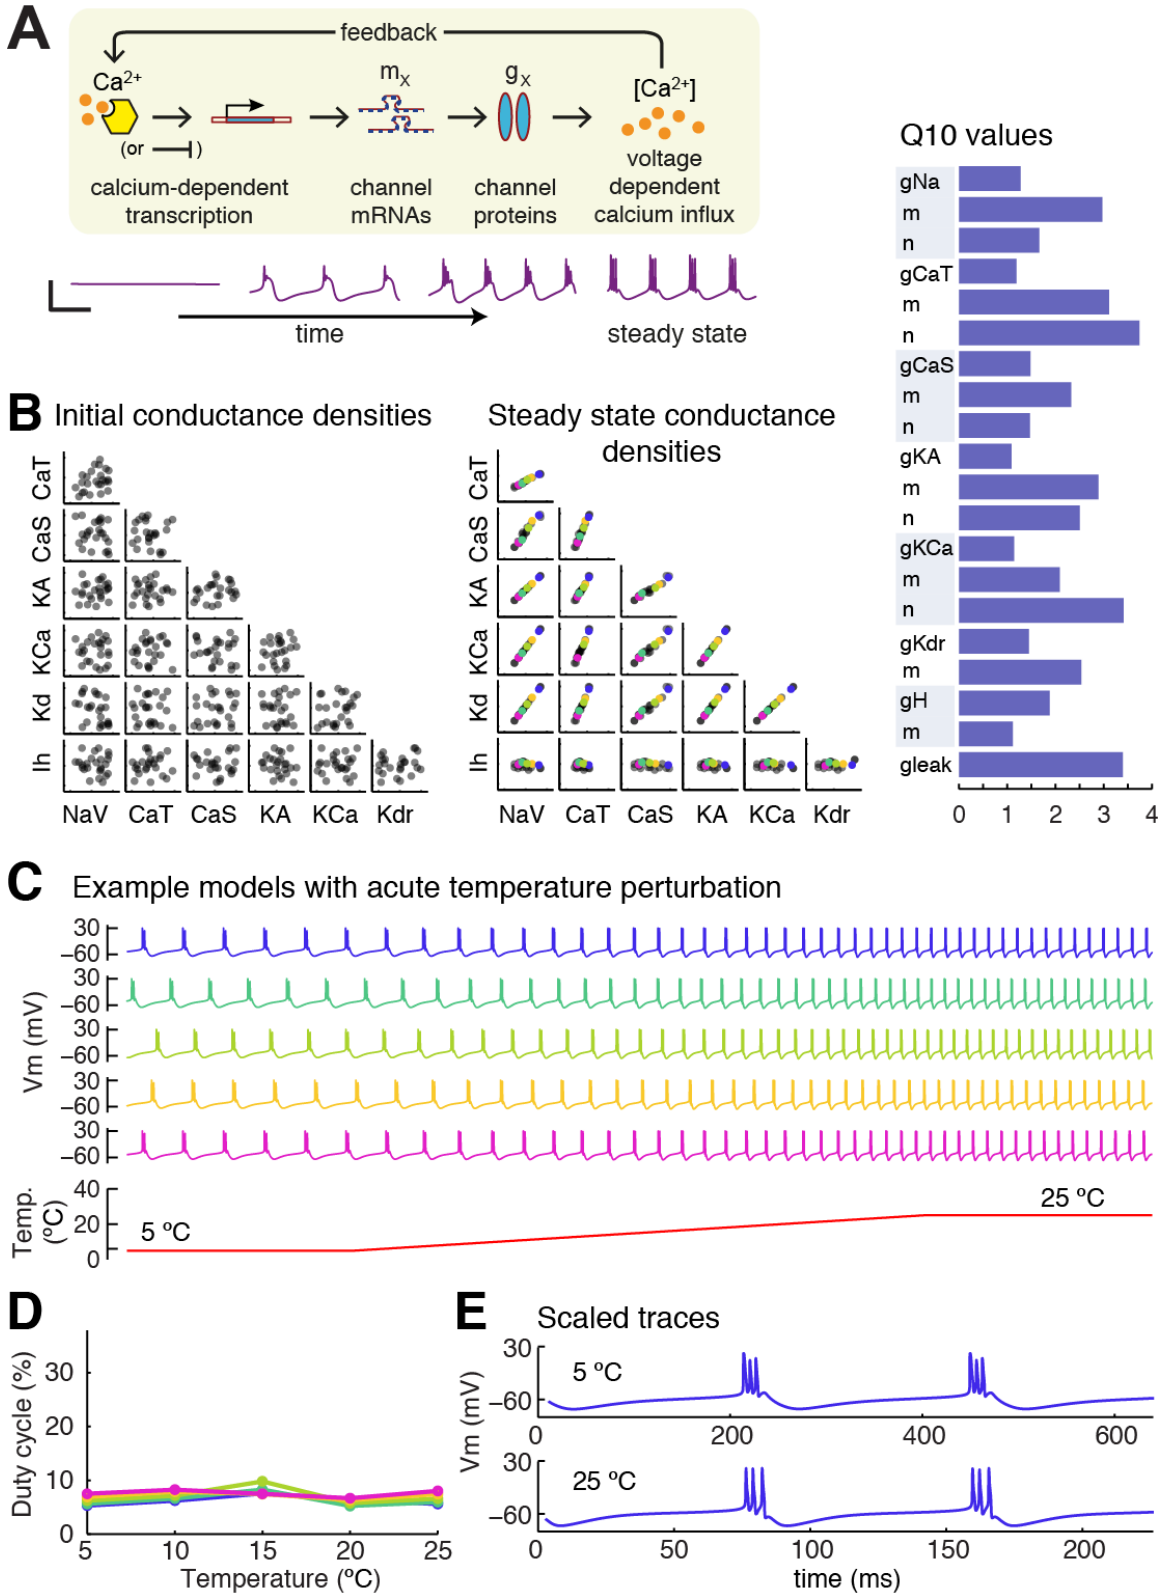 A
feedback
Ca2+
mX
gX
[Ca2+]
(or ⊣)
calcium-dependent
transcription
channel
mRNAs
channel
proteins
voltage
dependent
calcium influx
time
steady state
Q10 values
gNa
m
n
gCaT
m
n
gCaS
m
n
gKA
m
n
gKCa
m
n
gKdr
m
gH
m
gleak
0 1 2 3 4
B
Initial conductance densities
CaT
CaS
KA
KCa
Kd
Ih
NaV CaT CaS KA KCa Kdr
Steady state conductance
densities
CaT
CaS
KA
KCa
Kd
Ih
NaV CaT CaS KA KCa Kdr
C
Example models with acute temperature perturbation
Vm (mV)
30
−60
30
−60
30
−60
30
−60
30
−60
Temp.
(ºC)
40
20
0
5 ºC
25 ºC
D
Duty cycle (%)
30
20
10
0
5 10 15 20 25
Temperature (ºC)
E
Scaled traces
Vm (mV)
30
−60
5 ºC
0 200 400 600
30
−60
25 ºC
0 50 100 150 200
time (ms)